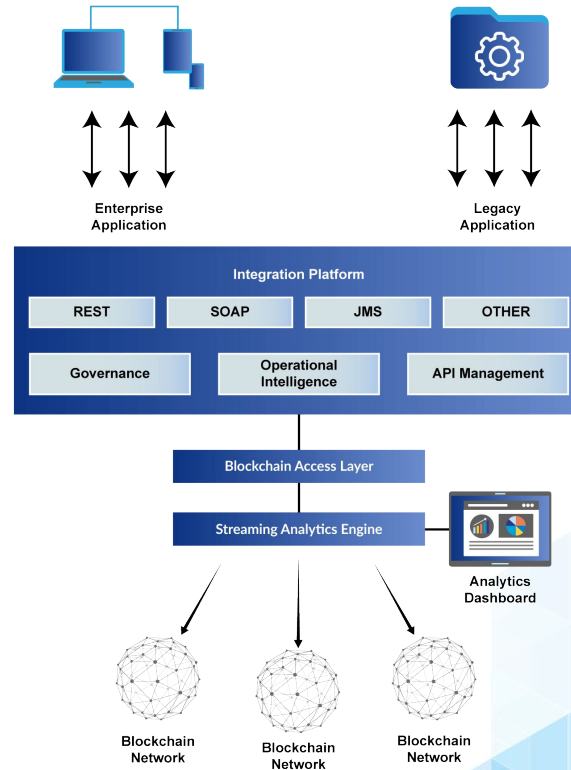 Enterprise
Application
Legacy
Application
Integration Platform
REST
SOAP
JMS
OTHER
Governance
Operational
Intelligence
API Management
Blockchain Access Layer
Streaming Analytics Engine
Analytics
Dashboard
Blockchain
Network
Blockchain
Network
Blockchain
Network